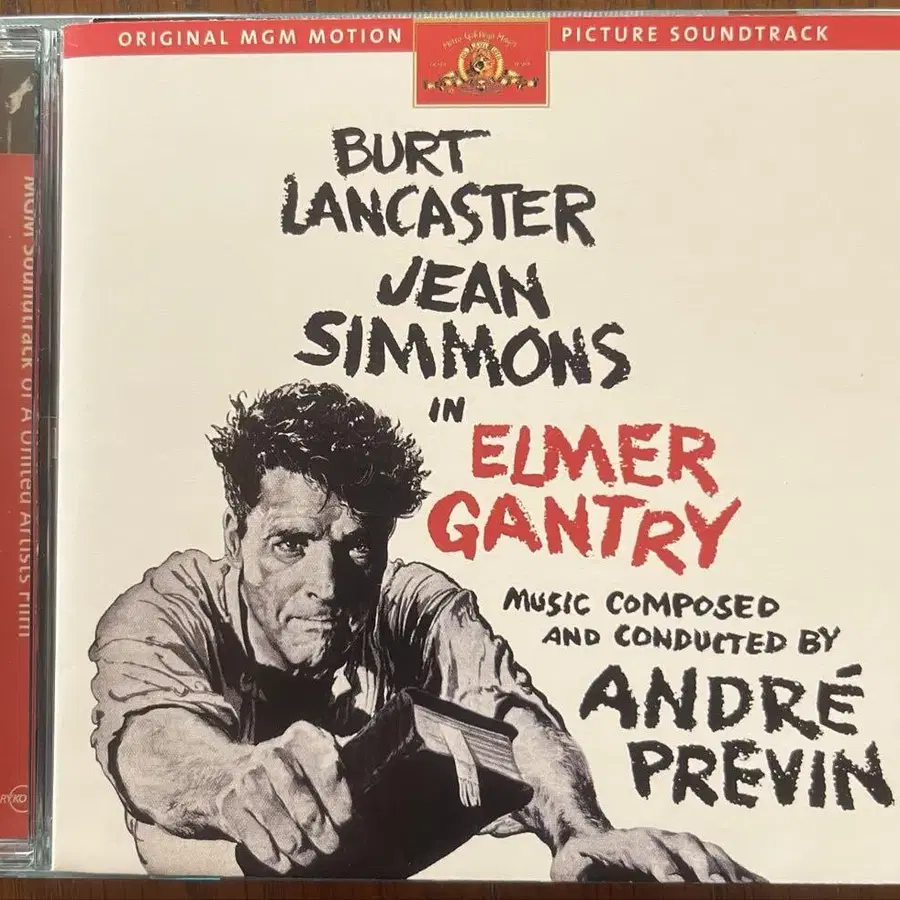 ORIGINAL MGM MOTION PICTURE SOUNDTRACK
BURT
LANCASTER
JEAN
SIMMONS
IN
ELMER
GANTRY
MUSIC COMPOSED
AND CONDUCTED BY
ANDRÉ
PREVIN
MGM Soundtrack of A United Artists Film
RYKO